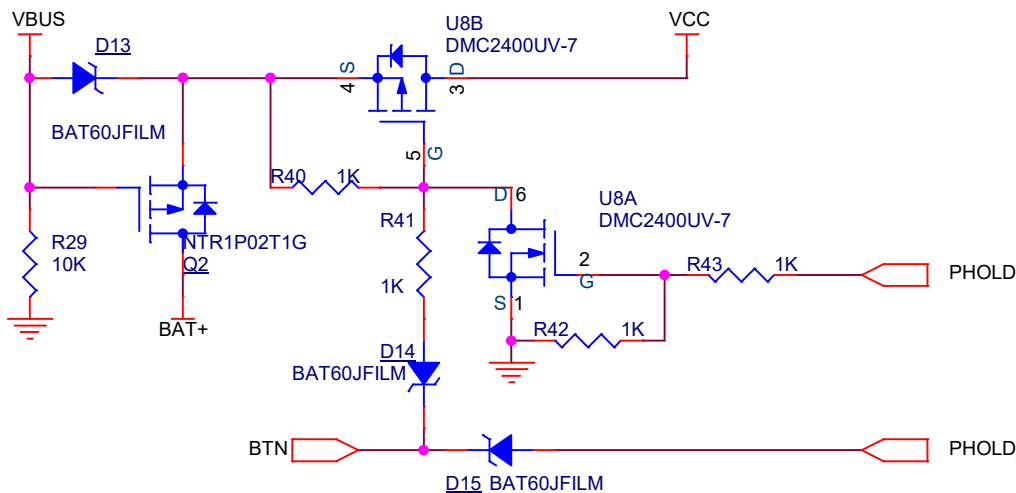 VBUS
D13
U8B
DMC2400UV-7
VCC
S
4
D
3
BAT60JFILM
5
G
R40 1K
D 6
U8A
DMC2400UV-7
R41
R29
10K
NTR1P02T1G
Q2
2
G
R43 1K
PHOLD
1K
S 1
BAT+
R42 1K
D14
BAT60JFILM
BTN
PHOLD
D15 BAT60JFILM